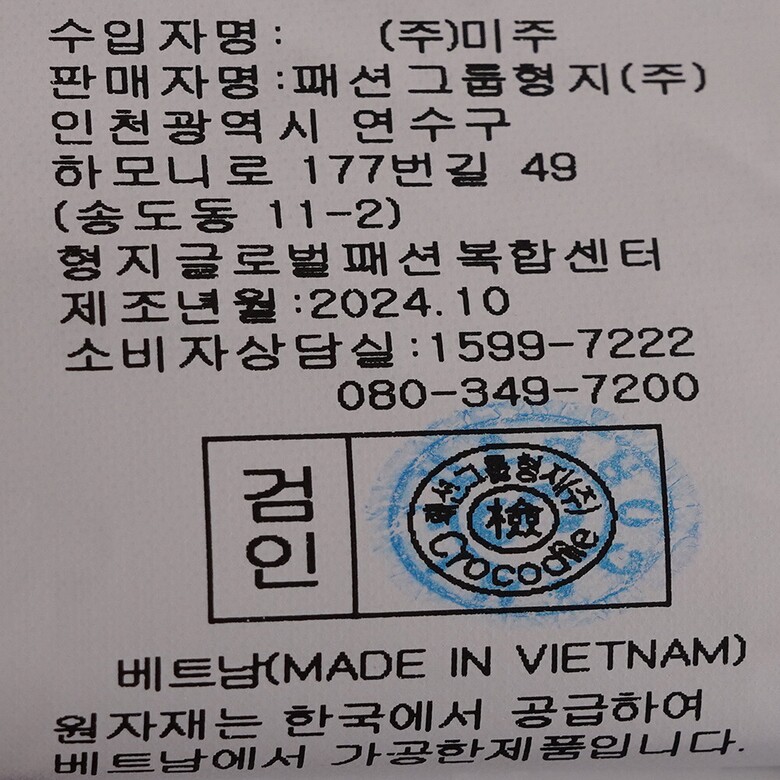 수입자명: (주)미주
판매자명:패션그룹형지(주)
인천광역시 연수구
하모니로 177번길 49
(송도동 11-2)
형지글로벌패션복합센터
제조년월:2024.10
소비자상담실:1599-7222
080-349-7200
검인
패션그룹형지(주)
檢
Crocodile
베트남(MADE IN VIETNAM)
원자재는 한국에서 공급하여
베트남에서 가공한제품입니다.